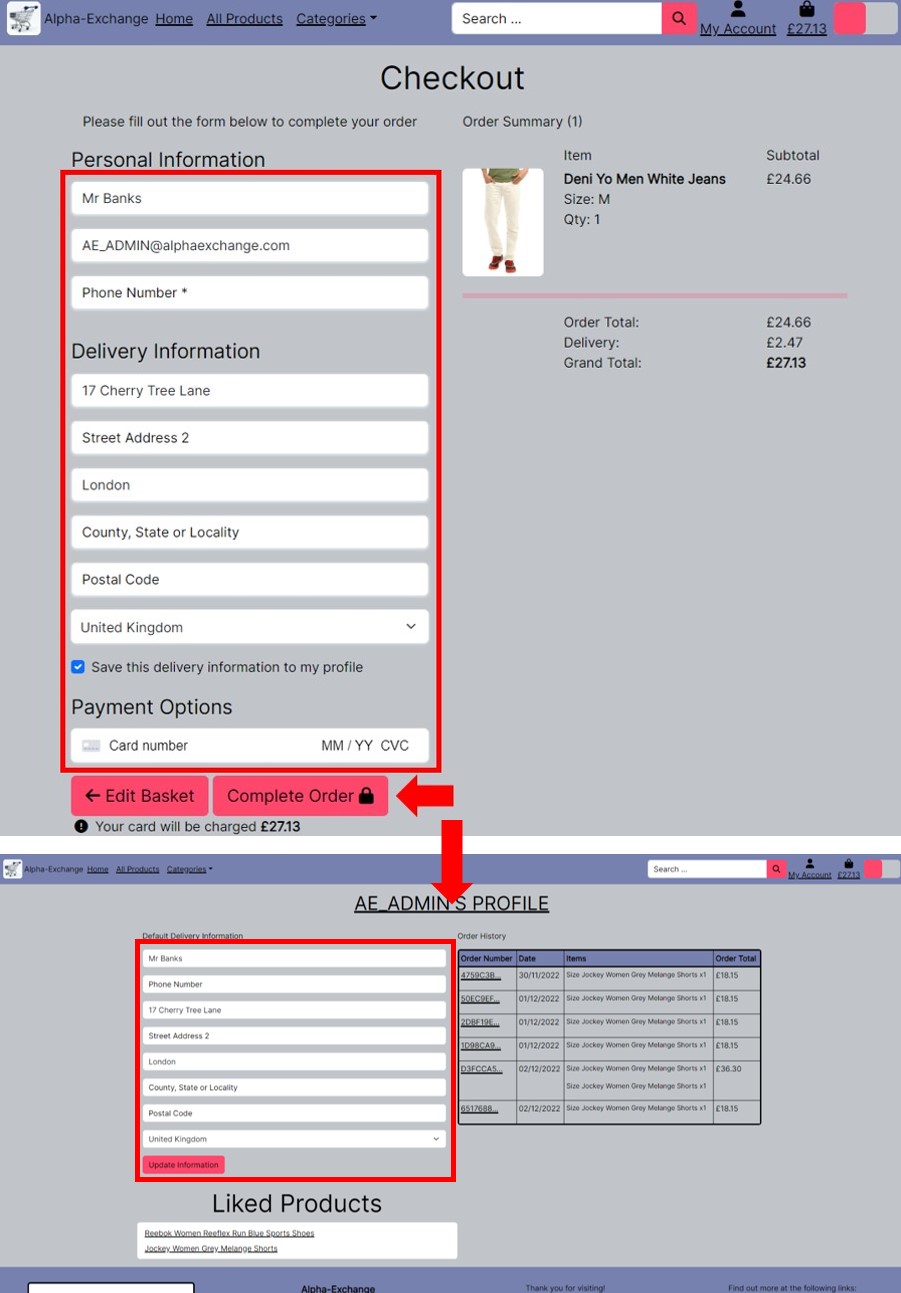 Alpha-Exchange Home All Products Categories Search ... My Account £27.13
Checkout
Please fill out the form below to complete your order
Personal Information
Mr Banks
AE_ADMIN@alphaexchange.com
Phone Number *
Delivery Information
17 Cherry Tree Lane
Street Address 2
London
County, State or Locality
Postal Code
United Kingdom
Save this delivery information to my profile
Payment Options
Card number MM / YY CVC
Edit Basket Complete Order
Your card will be charged £27.13
Order Summary (1)
Item Subtotal
Deni Yo Men White Jeans £24.66
Size: M
Qty: 1
Order Total: £24.66
Delivery: £2.47
Grand Total: £27.13
Alpha-Exchange Home All Products Categories Search ... My Account £27.13
AE_ADMIN'S PROFILE
Default Delivery Information
Mr Banks
Phone Number
17 Cherry Tree Lane
Street Address 2
London
County, State or Locality
Postal Code
United Kingdom
Update Information
Order History
Order Number Date Items Order Total
4759C3B... 30/11/2022 Size Jockey Women Grey Melange Shorts x1 £18.15
50EC9EF... 01/12/2022 Size Jockey Women Grey Melange Shorts x1 £18.15
2DBF19E... 01/12/2022 Size Jockey Women Grey Melange Shorts x1 £18.15
1D98CA9... 01/12/2022 Size Jockey Women Grey Melange Shorts x1 £18.15
D3FCCA5... 02/12/2022 Size Jockey Women Grey Melange Shorts x1 £36.30
Size Jockey Women Grey Melange Shorts x1
6517688... 02/12/2022 Size Jockey Women Grey Melange Shorts x1 £18.15
Liked Products
Reebok Women Reeflex Run Blue Sports Shoes
Jockey Women Grey Melange Shorts
Alpha-Exchange Thank you for visiting! Find out more at the following links: